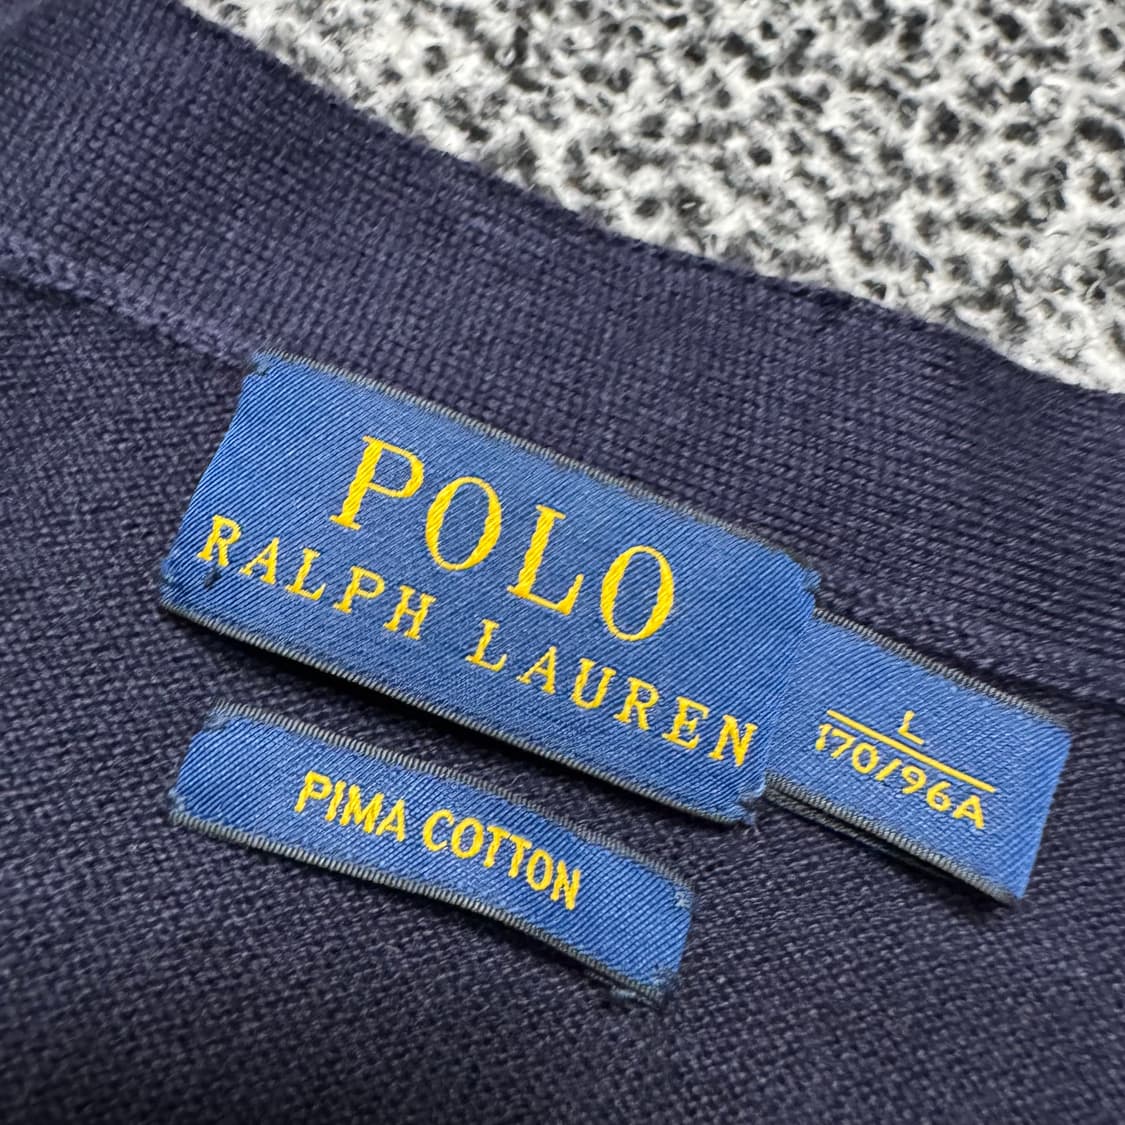 POLO
RALPH LAUREN
L
170/96A
PIMA COTTON